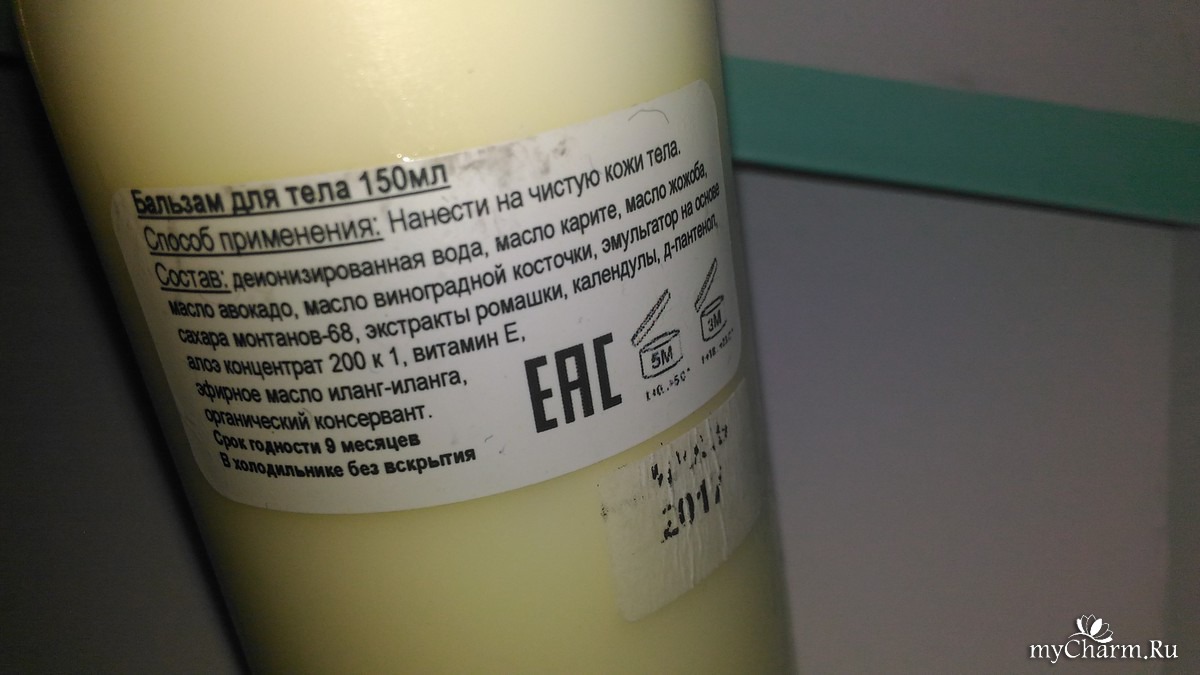 Бальзам для тела 150мл
Способ применения: Нанести на чистую кожи тела.
Состав: деионизированная вода, масло карите, масло жожоба,
масло авокадо, масло виноградной косточки, эмульгатор на основе
сахара монтанов-68, экстракты ромашки, календулы, д-пантенол,
алоэ концентрат 200 к 1, витамин Е,
эфирное масло иланг-иланга,
органический консервант.
Срок годности 9 месяцев
В холодильнике без вскрытия
EAC
5М
3М
myCharm.Ru